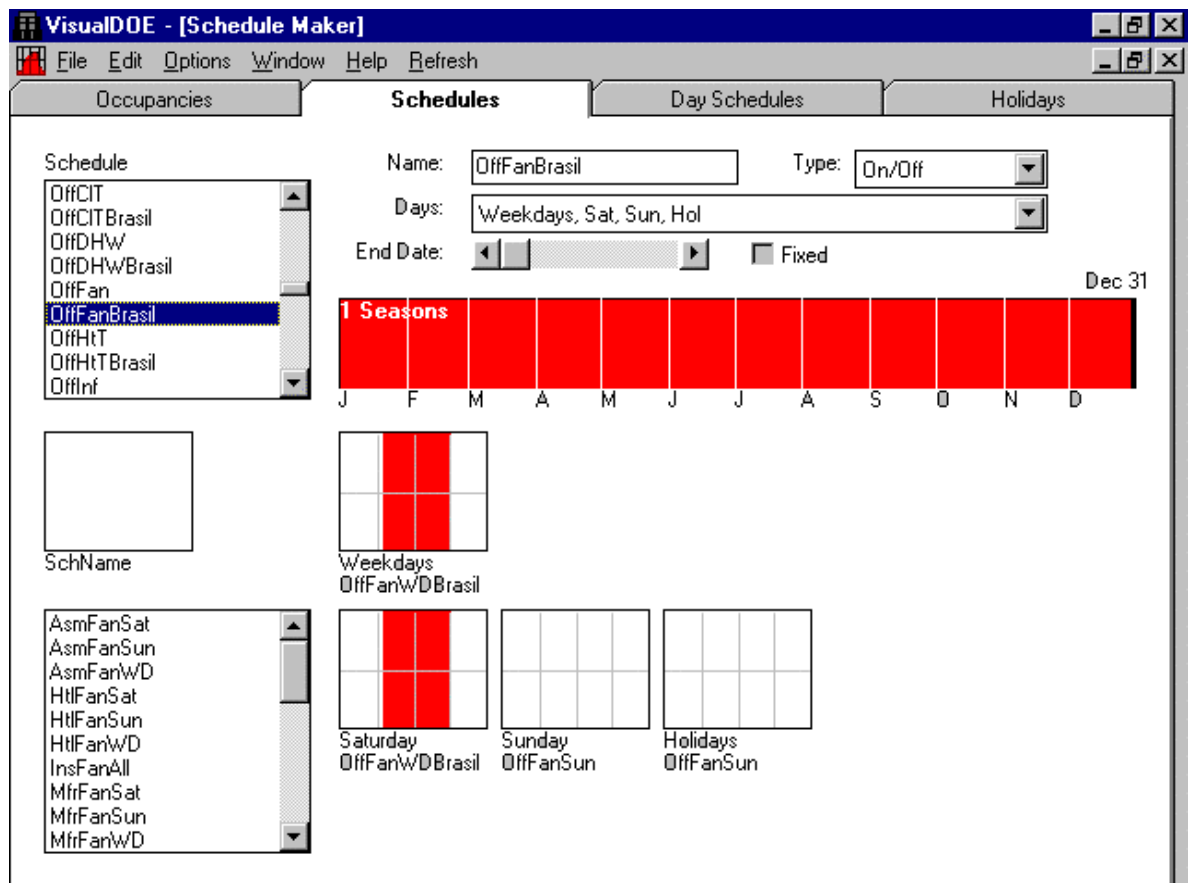 VisualDOE - [Schedule Maker]
File Edit Options Window Help Refresh
Occupancies Schedules Day Schedules Holidays
Schedule
OffClT
OffClTBrasil
OffDHW
OffDHWBrasil
OffFan
OffFanBrasil
OffHtT
OffHtTBrasil
OffInf
Name: OffFanBrasil Type: On/Off
Days: Weekdays, Sat, Sun, Hol
End Date: Fixed
Dec 31
1 Seasons
J F M A M J J A S O N D
SchName
Weekdays
OffFanWDBrasil
AsmFanSat
AsmFanSun
AsmFanWD
HtlFanSat
HtlFanSun
HtlFanWD
InsFanAll
MfrFanSat
MfrFanSun
MfrFanWD
Saturday Sunday Holidays
OffFanWDBrasil OffFanSun OffFanSun